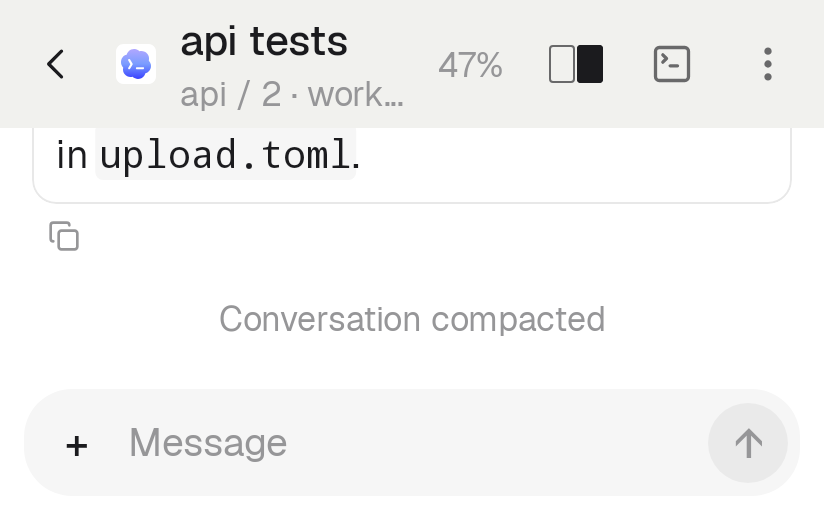 api tests
47%
api / 2 · work...
in upload.toml.
Conversation compacted
+ Message